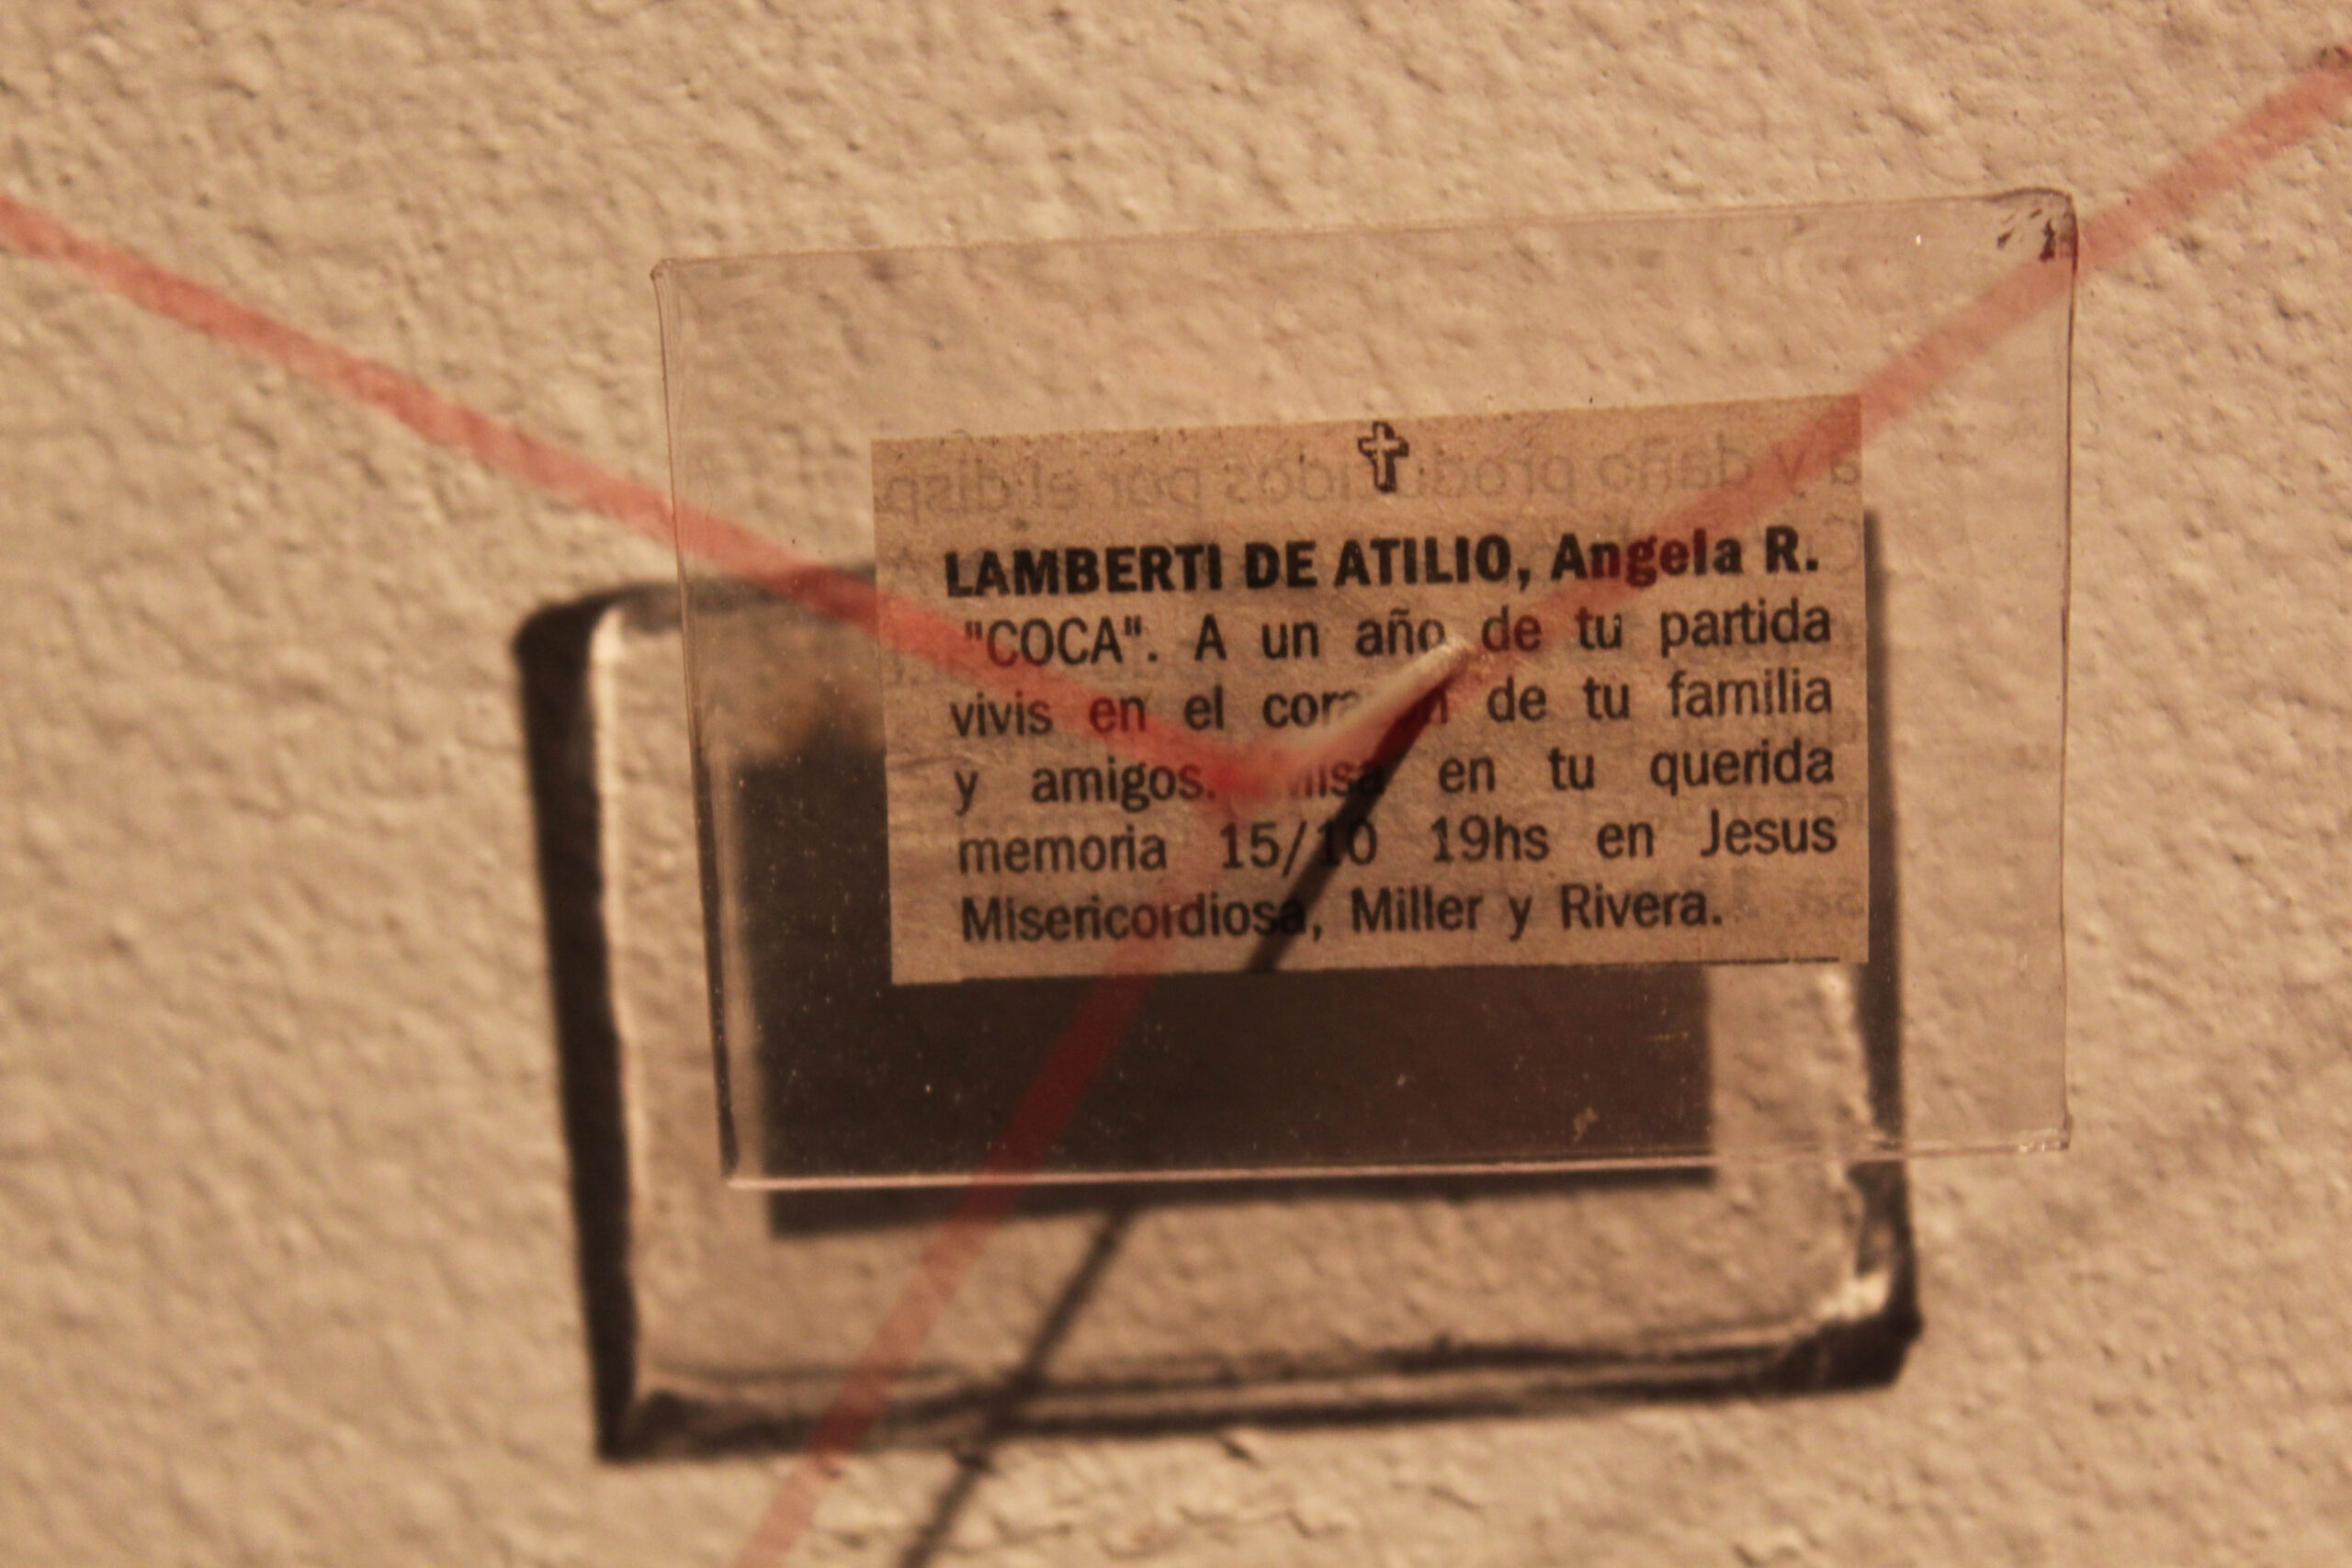 LAMBERTI DE ATILIO, Angela R.
"COCA". A un año de tu partida
vivis en el de tu familia
y amigos. en tu querida
memoria 15/10 19hs en Jesus
Misericordiosa, Miller y Rivera.